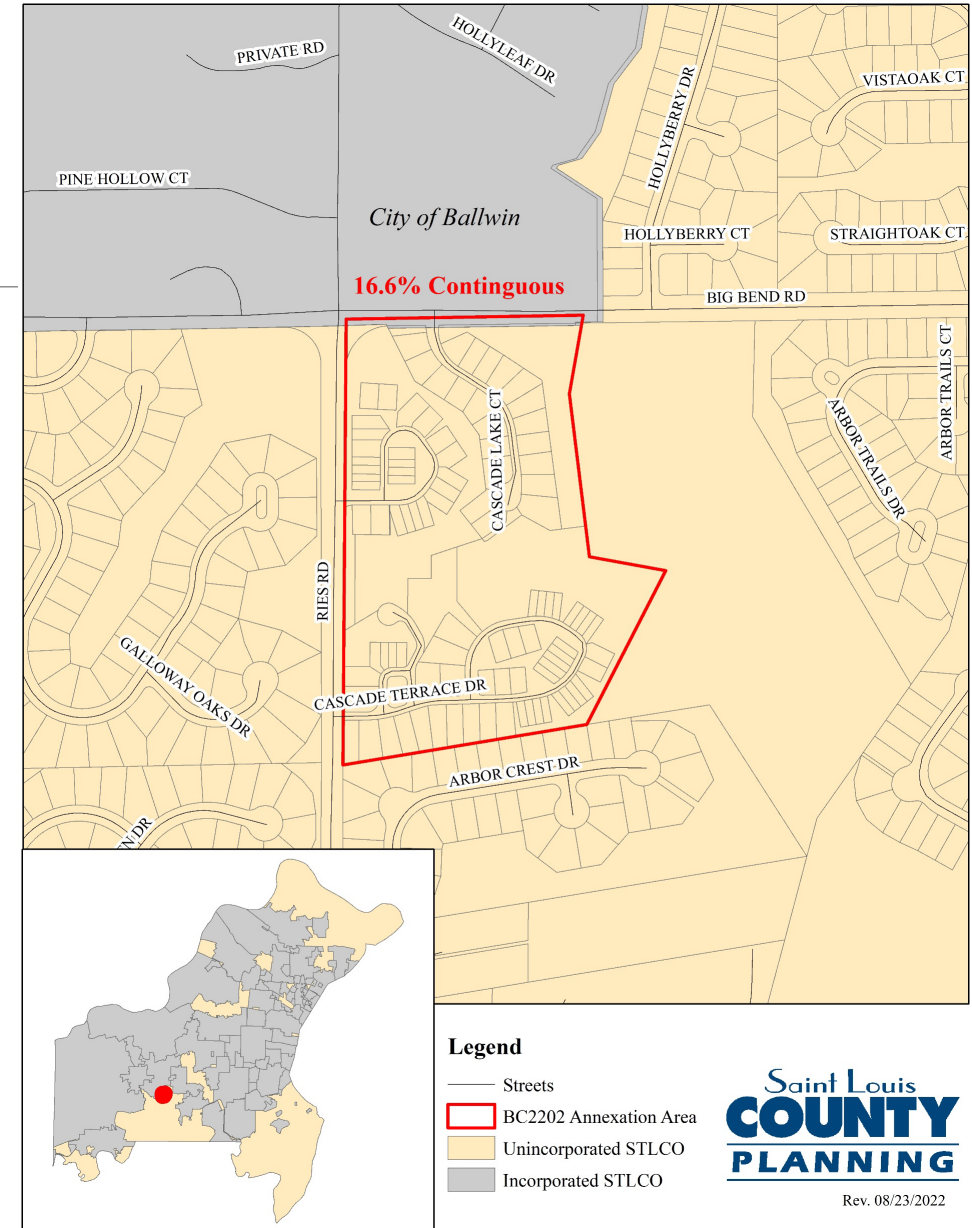 HOLLYLEAF DR
PRIVATE RD
VISTAOAK CT
HOLLYBERRY DR
PINE HOLLOW CT
City of Ballwin
HOLLYBERRY CT
STRAIGHTOAK CT
16.6% Continguous
BIG BEND RD
ARBOR TRAILS CT
CASCADE LAKE CT
ARBOR TRAILS DR
RIES RD
GALLOWAY OAKS DR
CASCADE TERRACE DR
ARBOR CREST DR
N DR
Legend
Streets
BC2202 Annexation Area
Unincorporated STLCO
Incorporated STLCO
Saint Louis
COUNTY
PLANNING
Rev. 08/23/2022